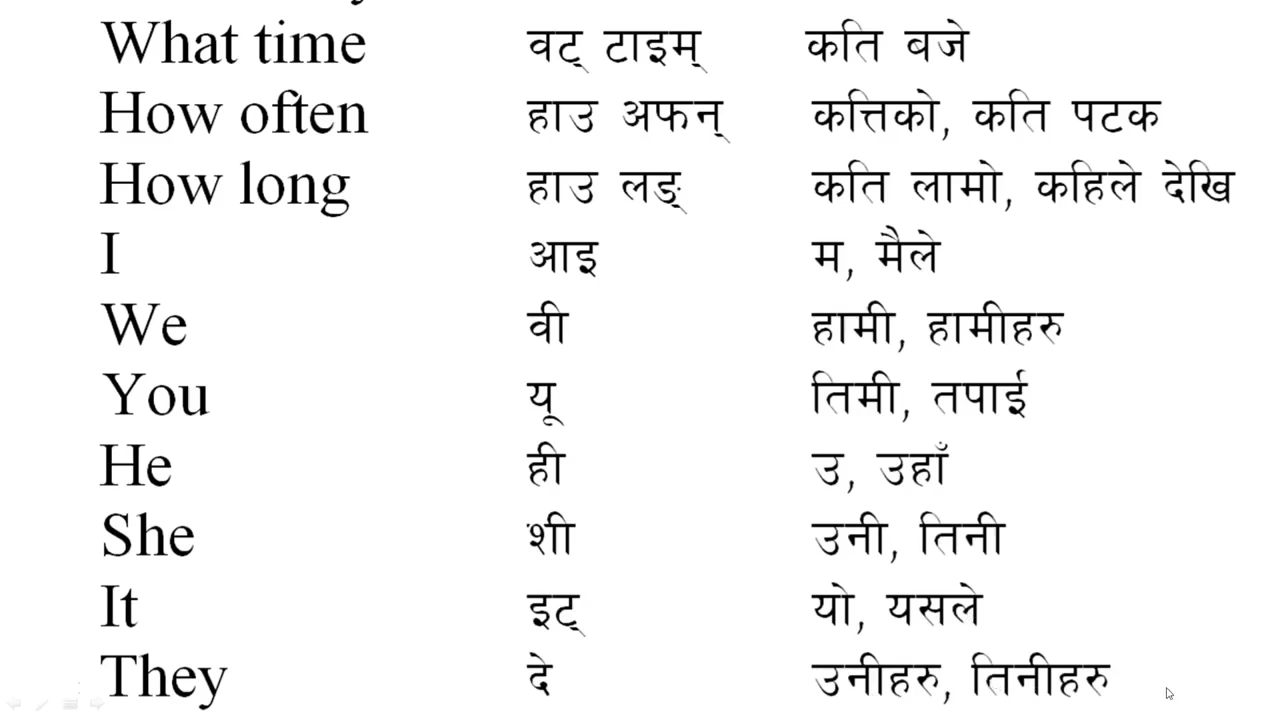 What time वट् टाइम् कति बजे
How often हाउ अफन् कत्तिको, कति पटक
How long हाउ लङ् कति लामो, कहिले देखि
I आइ म, मैले
We वी हामी, हामीहरु
You यू तिमी, तपाई
He ही उ, उहाँ
She शी उनी, तिनी
It इट् यो, यसले
They दे उनीहरु, तिनीहरु